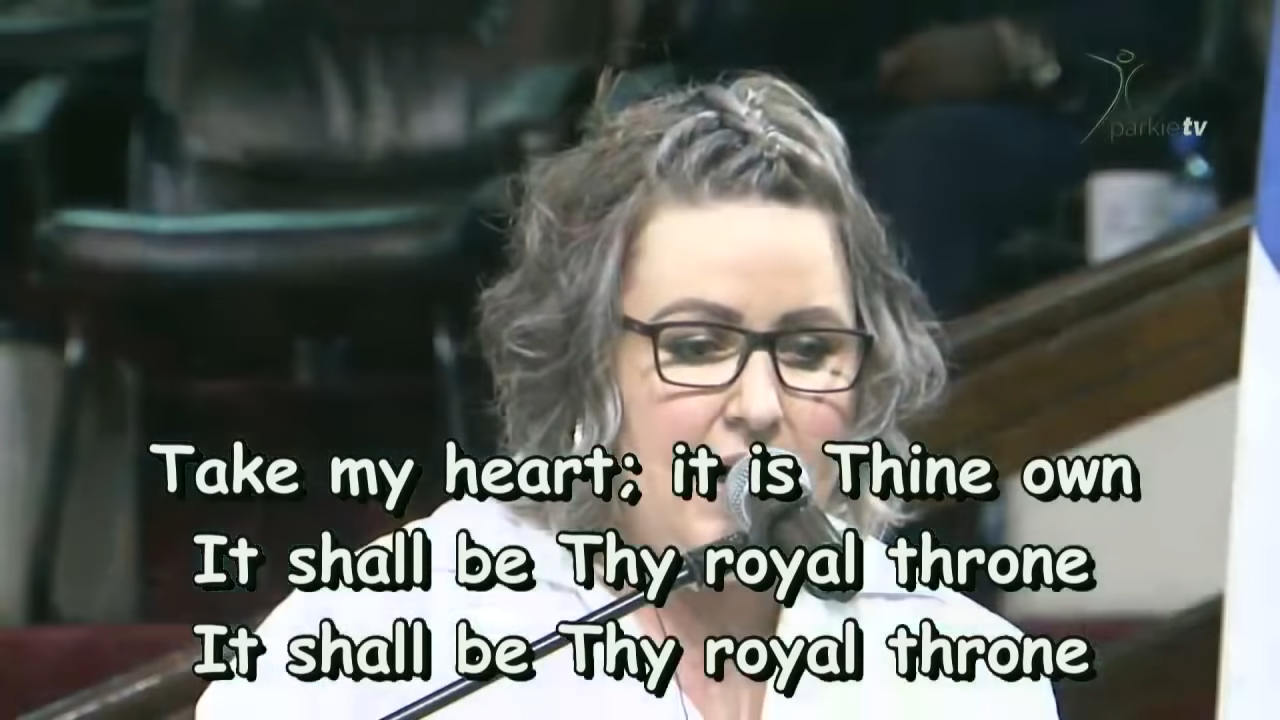 parkietv
Take my heart; it is Thine own
It shall be Thy royal throne
It shall be Thy royal throne